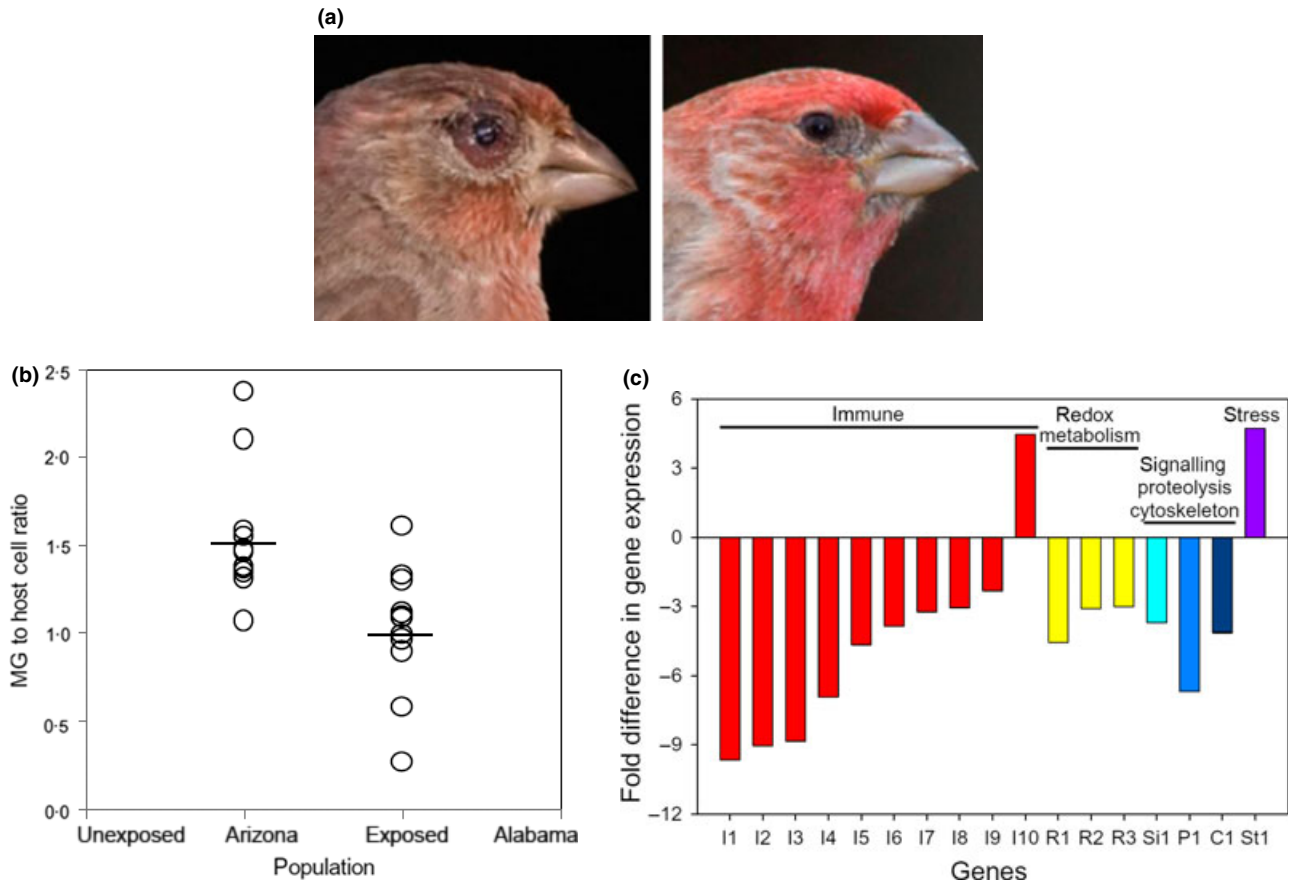 (a)
(b)
2·5
2·0
1·5
1·0
0·5
0·0
MG to host cell ratio
Unexposed Arizona Exposed Alabama
Population
(c)
6
3
0
−3
−6
−9
−12
Fold difference in gene expression
Immune
Redox
metabolism
Signalling
proteolysis
cytoskeleton
Stress
I1 I2 I3 I4 I5 I6 I7 I8 I9 I10 R1 R2 R3 Si1 P1 C1 St1
Genes